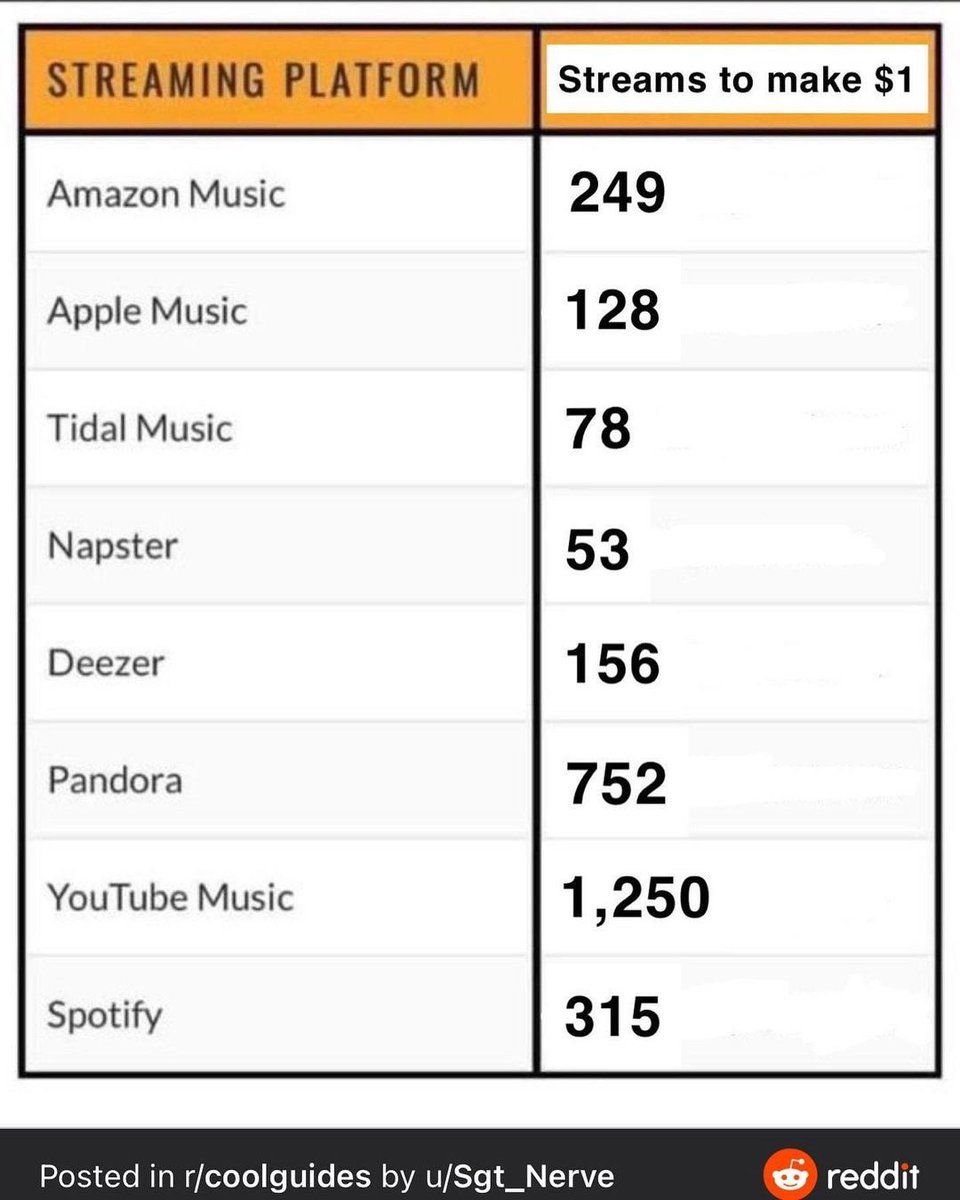 STREAMING PLATFORM Streams to make $1
Amazon Music 249
Apple Music 128
Tidal Music 78
Napster 53
Deezer 156
Pandora 752
YouTube Music 1,250
Spotify 315
Posted in r/coolguides by u/Sgt_Nerve reddit